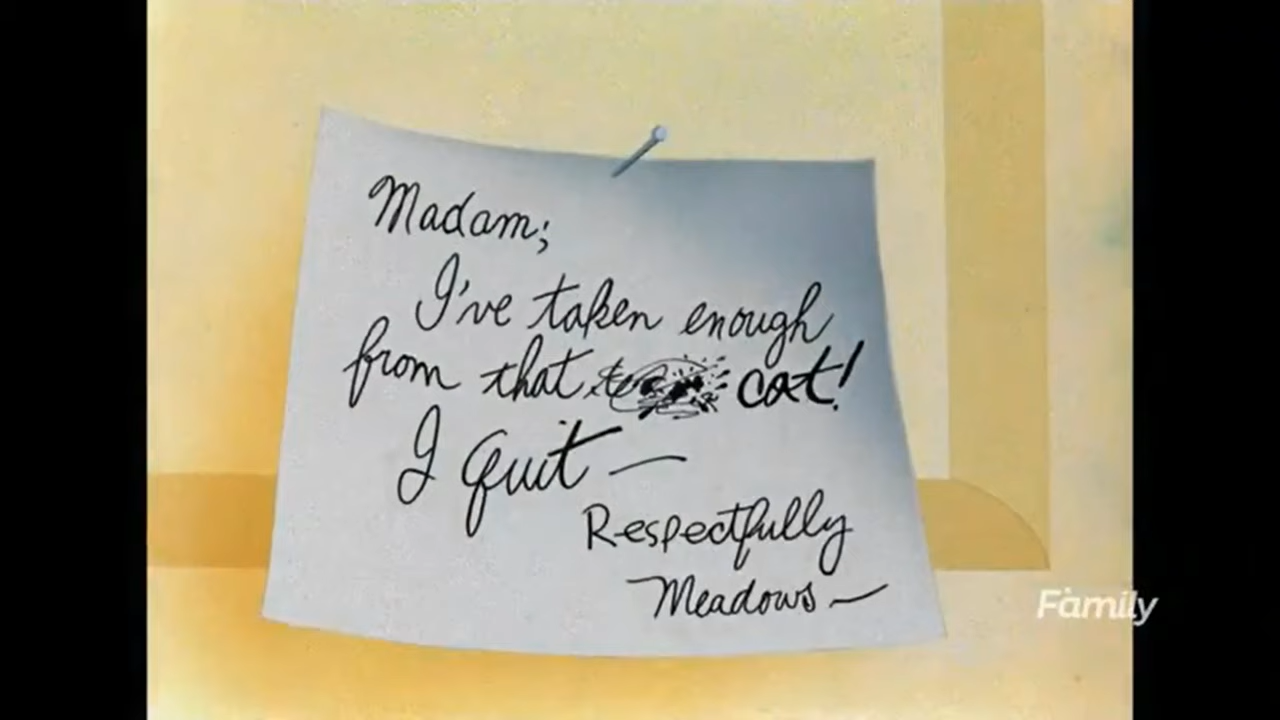 Madam;
I've taken enough
from that cat!
I Quit —
Respectfully
Meadows —
Family